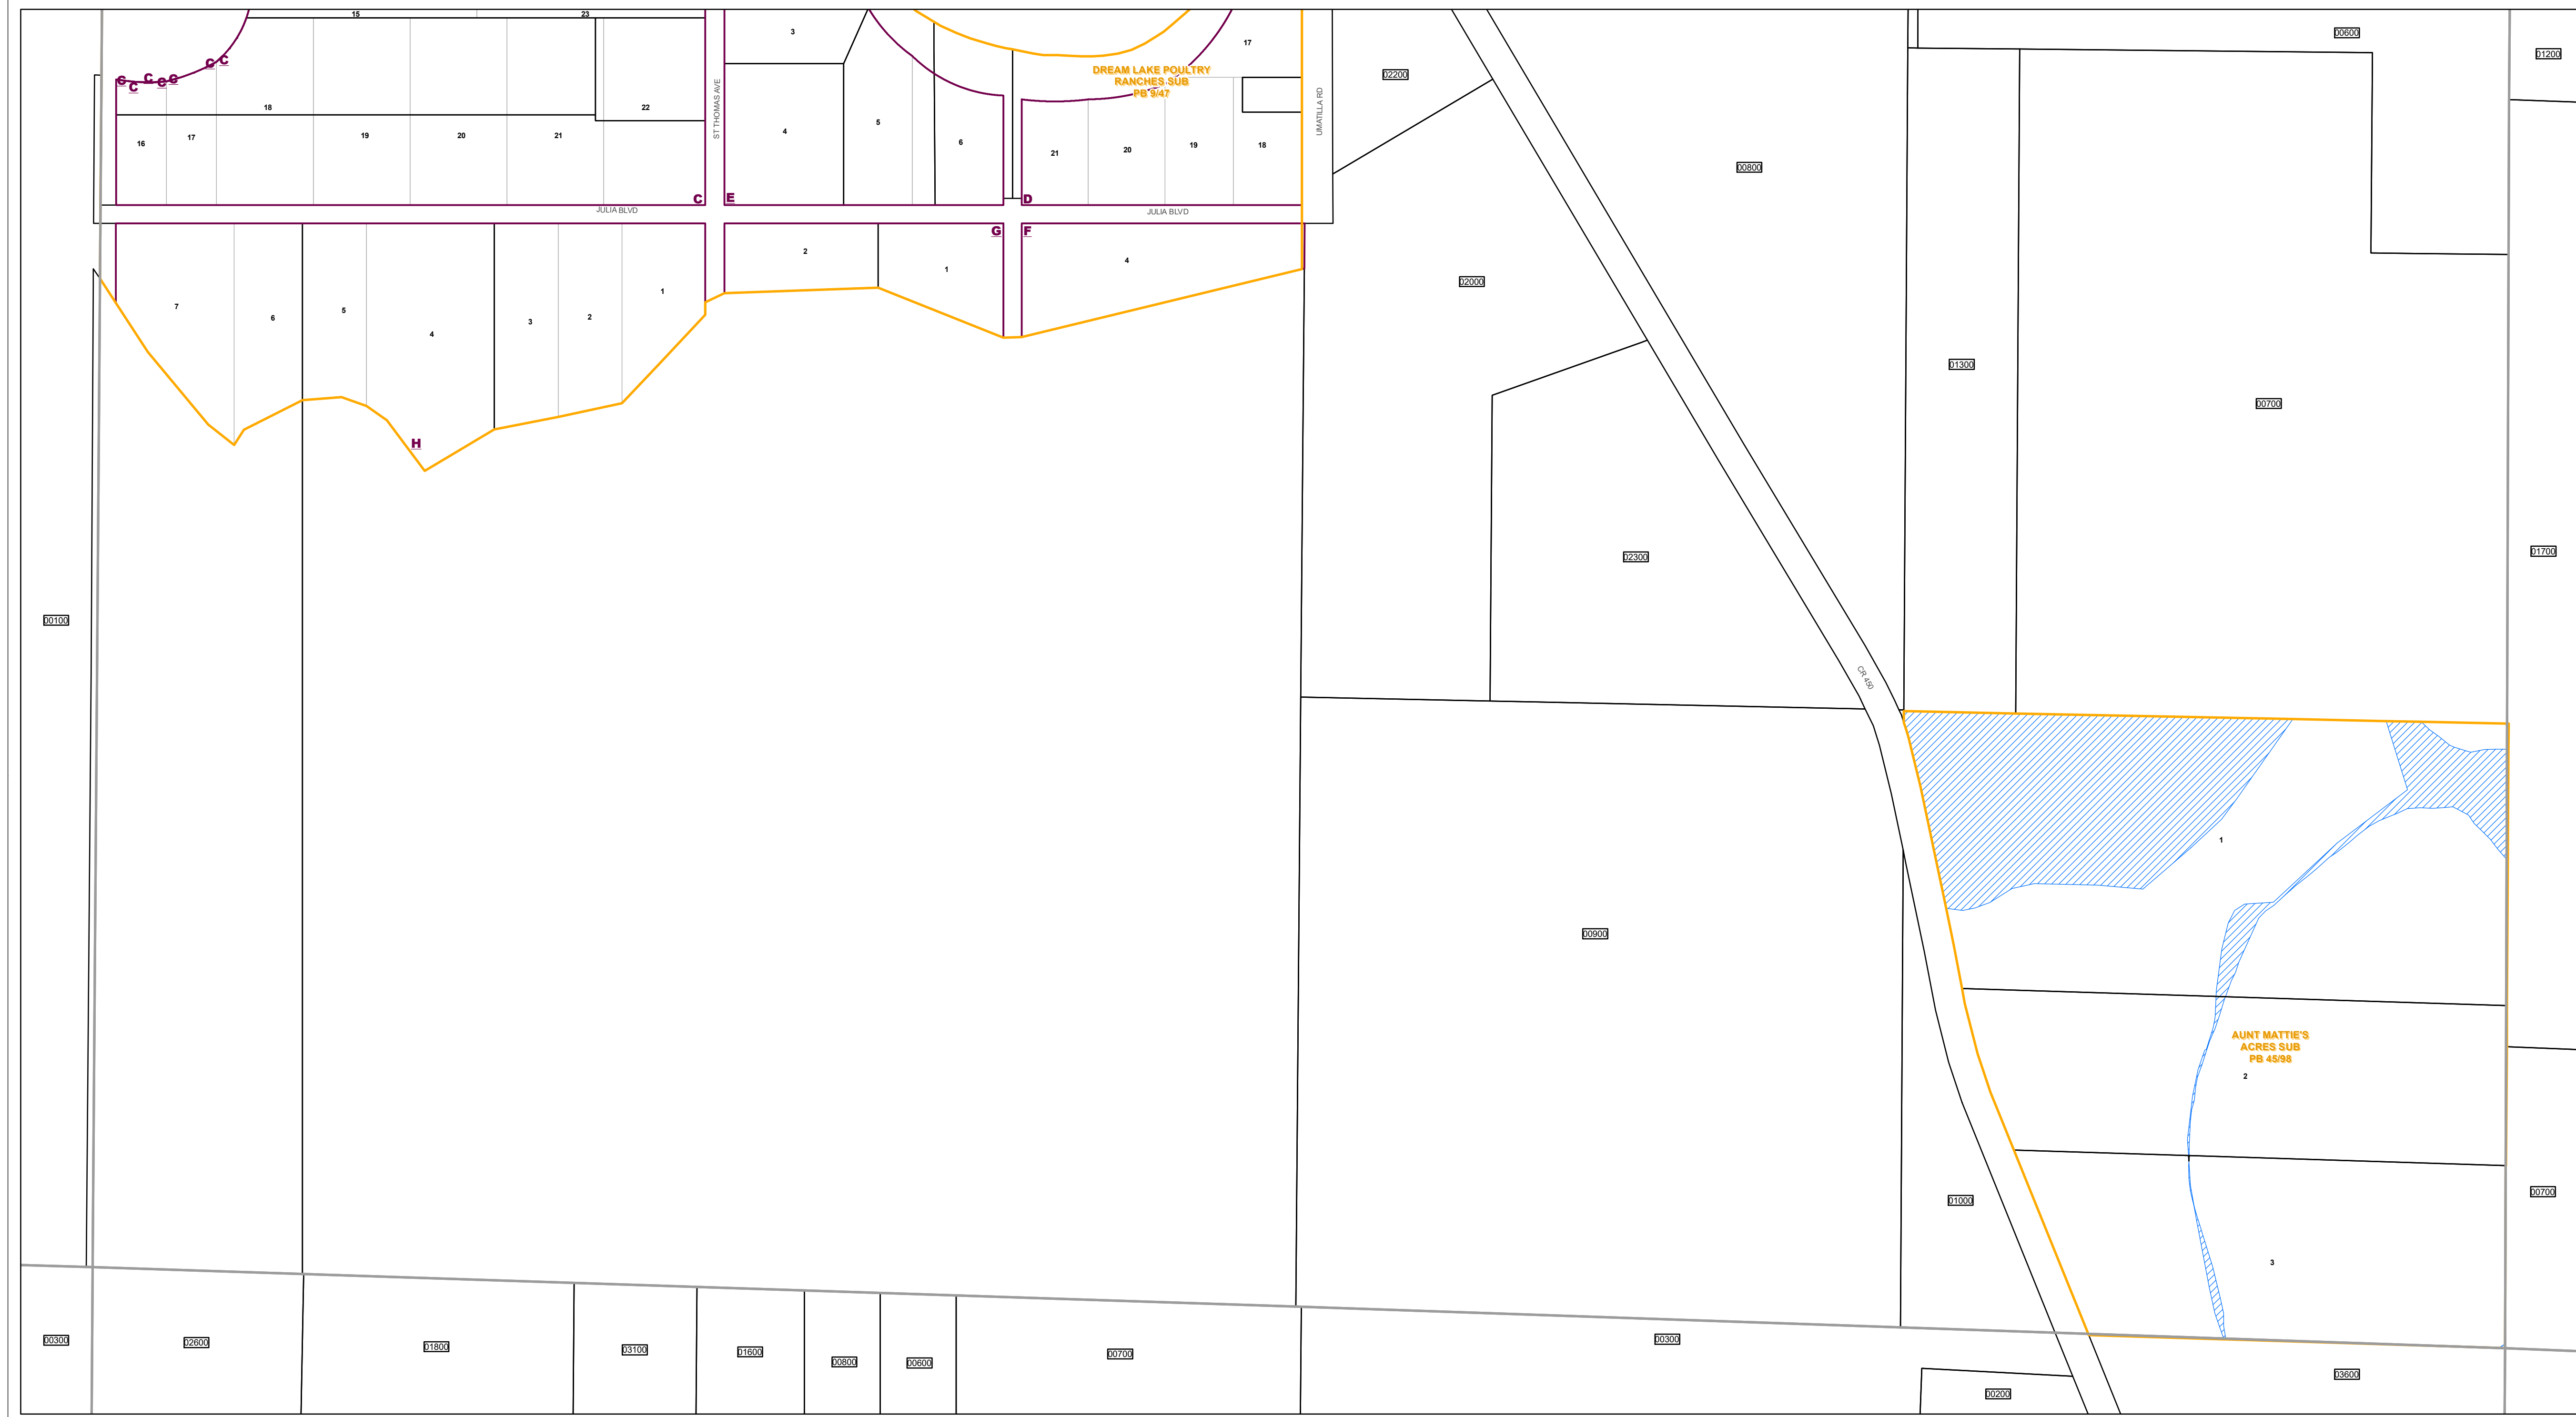 15
23
3
17
00600
01200
DREAM LAKE POULTRY
RANCHES SUB
PB 9/47
02200
C
C
C
C
C
C
C
18
22
ST THOMAS AVE
4
5
6
UMATILLA RD
16
17
19
20
21
21
20
19
18
00800
C
E
D
JULIA BLVD
JULIA BLVD
G
F
2
1
4
02000
7
6
5
4
3
2
1
01300
00700
H
02300
01700
00100
CR 450
1
00900
AUNT MATTIE'S
ACRES SUB
PB 45/98
2
01000
00700
3
00300
02600
01800
03100
01600
00800
00600
00700
00300
00200
03600